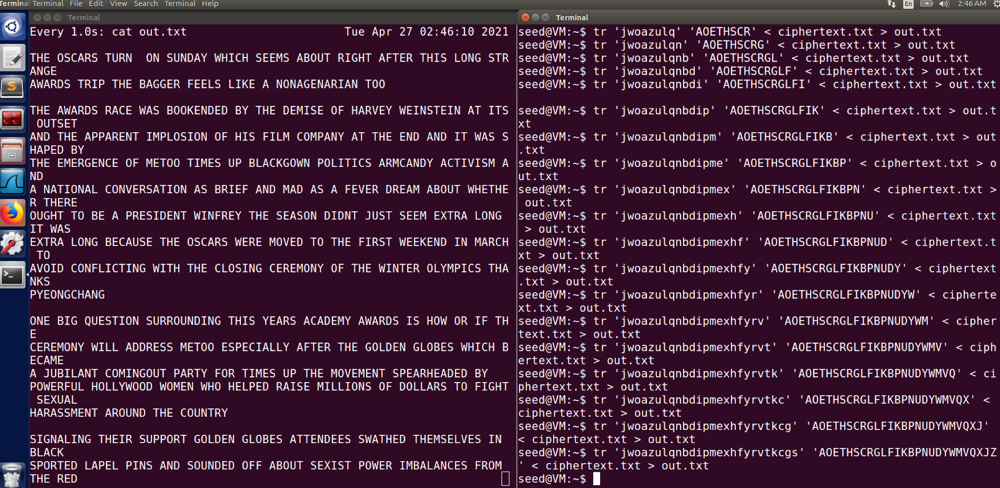 Terminal Terminal File Edit View Search Terminal Help En 2:46 AM
Terminal
Every 1.0s: cat out.txt Tue Apr 27 02:46:10 2021
THE OSCARS TURN  ON SUNDAY WHICH SEEMS ABOUT RIGHT AFTER THIS LONG STR
ANGE
AWARDS TRIP THE BAGGER FEELS LIKE A NONAGENARIAN TOO
THE AWARDS RACE WAS BOOKENDED BY THE DEMISE OF HARVEY WEINSTEIN AT ITS
 OUTSET
AND THE APPARENT IMPLOSION OF HIS FILM COMPANY AT THE END AND IT WAS S
HAPED BY
THE EMERGENCE OF METOO TIMES UP BLACKGOWN POLITICS ARMCANDY ACTIVISM A
ND
A NATIONAL CONVERSATION AS BRIEF AND MAD AS A FEVER DREAM ABOUT WHETHE
R THERE
OUGHT TO BE A PRESIDENT WINFREY THE SEASON DIDNT JUST SEEM EXTRA LONG
IT WAS
EXTRA LONG BECAUSE THE OSCARS WERE MOVED TO THE FIRST WEEKEND IN MARCH
 TO
AVOID CONFLICTING WITH THE CLOSING CEREMONY OF THE WINTER OLYMPICS THA
NKS
PYEONGCHANG
ONE BIG QUESTION SURROUNDING THIS YEARS ACADEMY AWARDS IS HOW OR IF TH
E
CEREMONY WILL ADDRESS METOO ESPECIALLY AFTER THE GOLDEN GLOBES WHICH B
ECAME
A JUBILANT COMINGOUT PARTY FOR TIMES UP THE MOVEMENT SPEARHEADED BY
POWERFUL HOLLYWOOD WOMEN WHO HELPED RAISE MILLIONS OF DOLLARS TO FIGHT
 SEXUAL
HARASSMENT AROUND THE COUNTRY
SIGNALING THEIR SUPPORT GOLDEN GLOBES ATTENDEES SWATHED THEMSELVES IN
BLACK
SPORTED LAPEL PINS AND SOUNDED OFF ABOUT SEXIST POWER IMBALANCES FROM
THE RED
Terminal
seed@VM:~$ tr 'jwoazulq' 'AOETHSCR' < ciphertext.txt > out.txt
seed@VM:~$ tr 'jwoazulqn' 'AOETHSCRG' < ciphertext.txt > out.txt
seed@VM:~$ tr 'jwoazulqnb' 'AOETHSCRGL' < ciphertext.txt > out.txt
seed@VM:~$ tr 'jwoazulqnbd' 'AOETHSCRGLF' < ciphertext.txt > out.txt
seed@VM:~$ tr 'jwoazulqnbdi' 'AOETHSCRGLFI' < ciphertext.txt > out.txt
seed@VM:~$ tr 'jwoazulqnbdip' 'AOETHSCRGLFIK' < ciphertext.txt > out.t
xt
seed@VM:~$ tr 'jwoazulqnbdipm' 'AOETHSCRGLFIKB' < ciphertext.txt > out
.txt
seed@VM:~$ tr 'jwoazulqnbdipme' 'AOETHSCRGLFIKBP' < ciphertext.txt > o
ut.txt
seed@VM:~$ tr 'jwoazulqnbdipmex' 'AOETHSCRGLFIKBPN' < ciphertext.txt >
 out.txt
seed@VM:~$ tr 'jwoazulqnbdipmexh' 'AOETHSCRGLFIKBPNU' < ciphertext.txt
 > out.txt
seed@VM:~$ tr 'jwoazulqnbdipmexhf' 'AOETHSCRGLFIKBPNUD' < ciphertext.t
xt > out.txt
seed@VM:~$ tr 'jwoazulqnbdipmexhfy' 'AOETHSCRGLFIKBPNUDY' < ciphertext
.txt > out.txt
seed@VM:~$ tr 'jwoazulqnbdipmexhfyr' 'AOETHSCRGLFIKBPNUDYW' < cipherte
xt.txt > out.txt
seed@VM:~$ tr 'jwoazulqnbdipmexhfyrv' 'AOETHSCRGLFIKBPNUDYWM' < cipher
text.txt > out.txt
seed@VM:~$ tr 'jwoazulqnbdipmexhfyrvt' 'AOETHSCRGLFIKBPNUDYWMV' < ciph
ertext.txt > out.txt
seed@VM:~$ tr 'jwoazulqnbdipmexhfyrvtk' 'AOETHSCRGLFIKBPNUDYWMVQ' < ci
phertext.txt > out.txt
seed@VM:~$ tr 'jwoazulqnbdipmexhfyrvtkc' 'AOETHSCRGLFIKBPNUDYWMVQX' <
ciphertext.txt > out.txt
seed@VM:~$ tr 'jwoazulqnbdipmexhfyrvtkcg' 'AOETHSCRGLFIKBPNUDYWMVQXJ'
< ciphertext.txt > out.txt
seed@VM:~$ tr 'jwoazulqnbdipmexhfyrvtkcgs' 'AOETHSCRGLFIKBPNUDYWMVQXJZ
' < ciphertext.txt > out.txt
seed@VM:~$